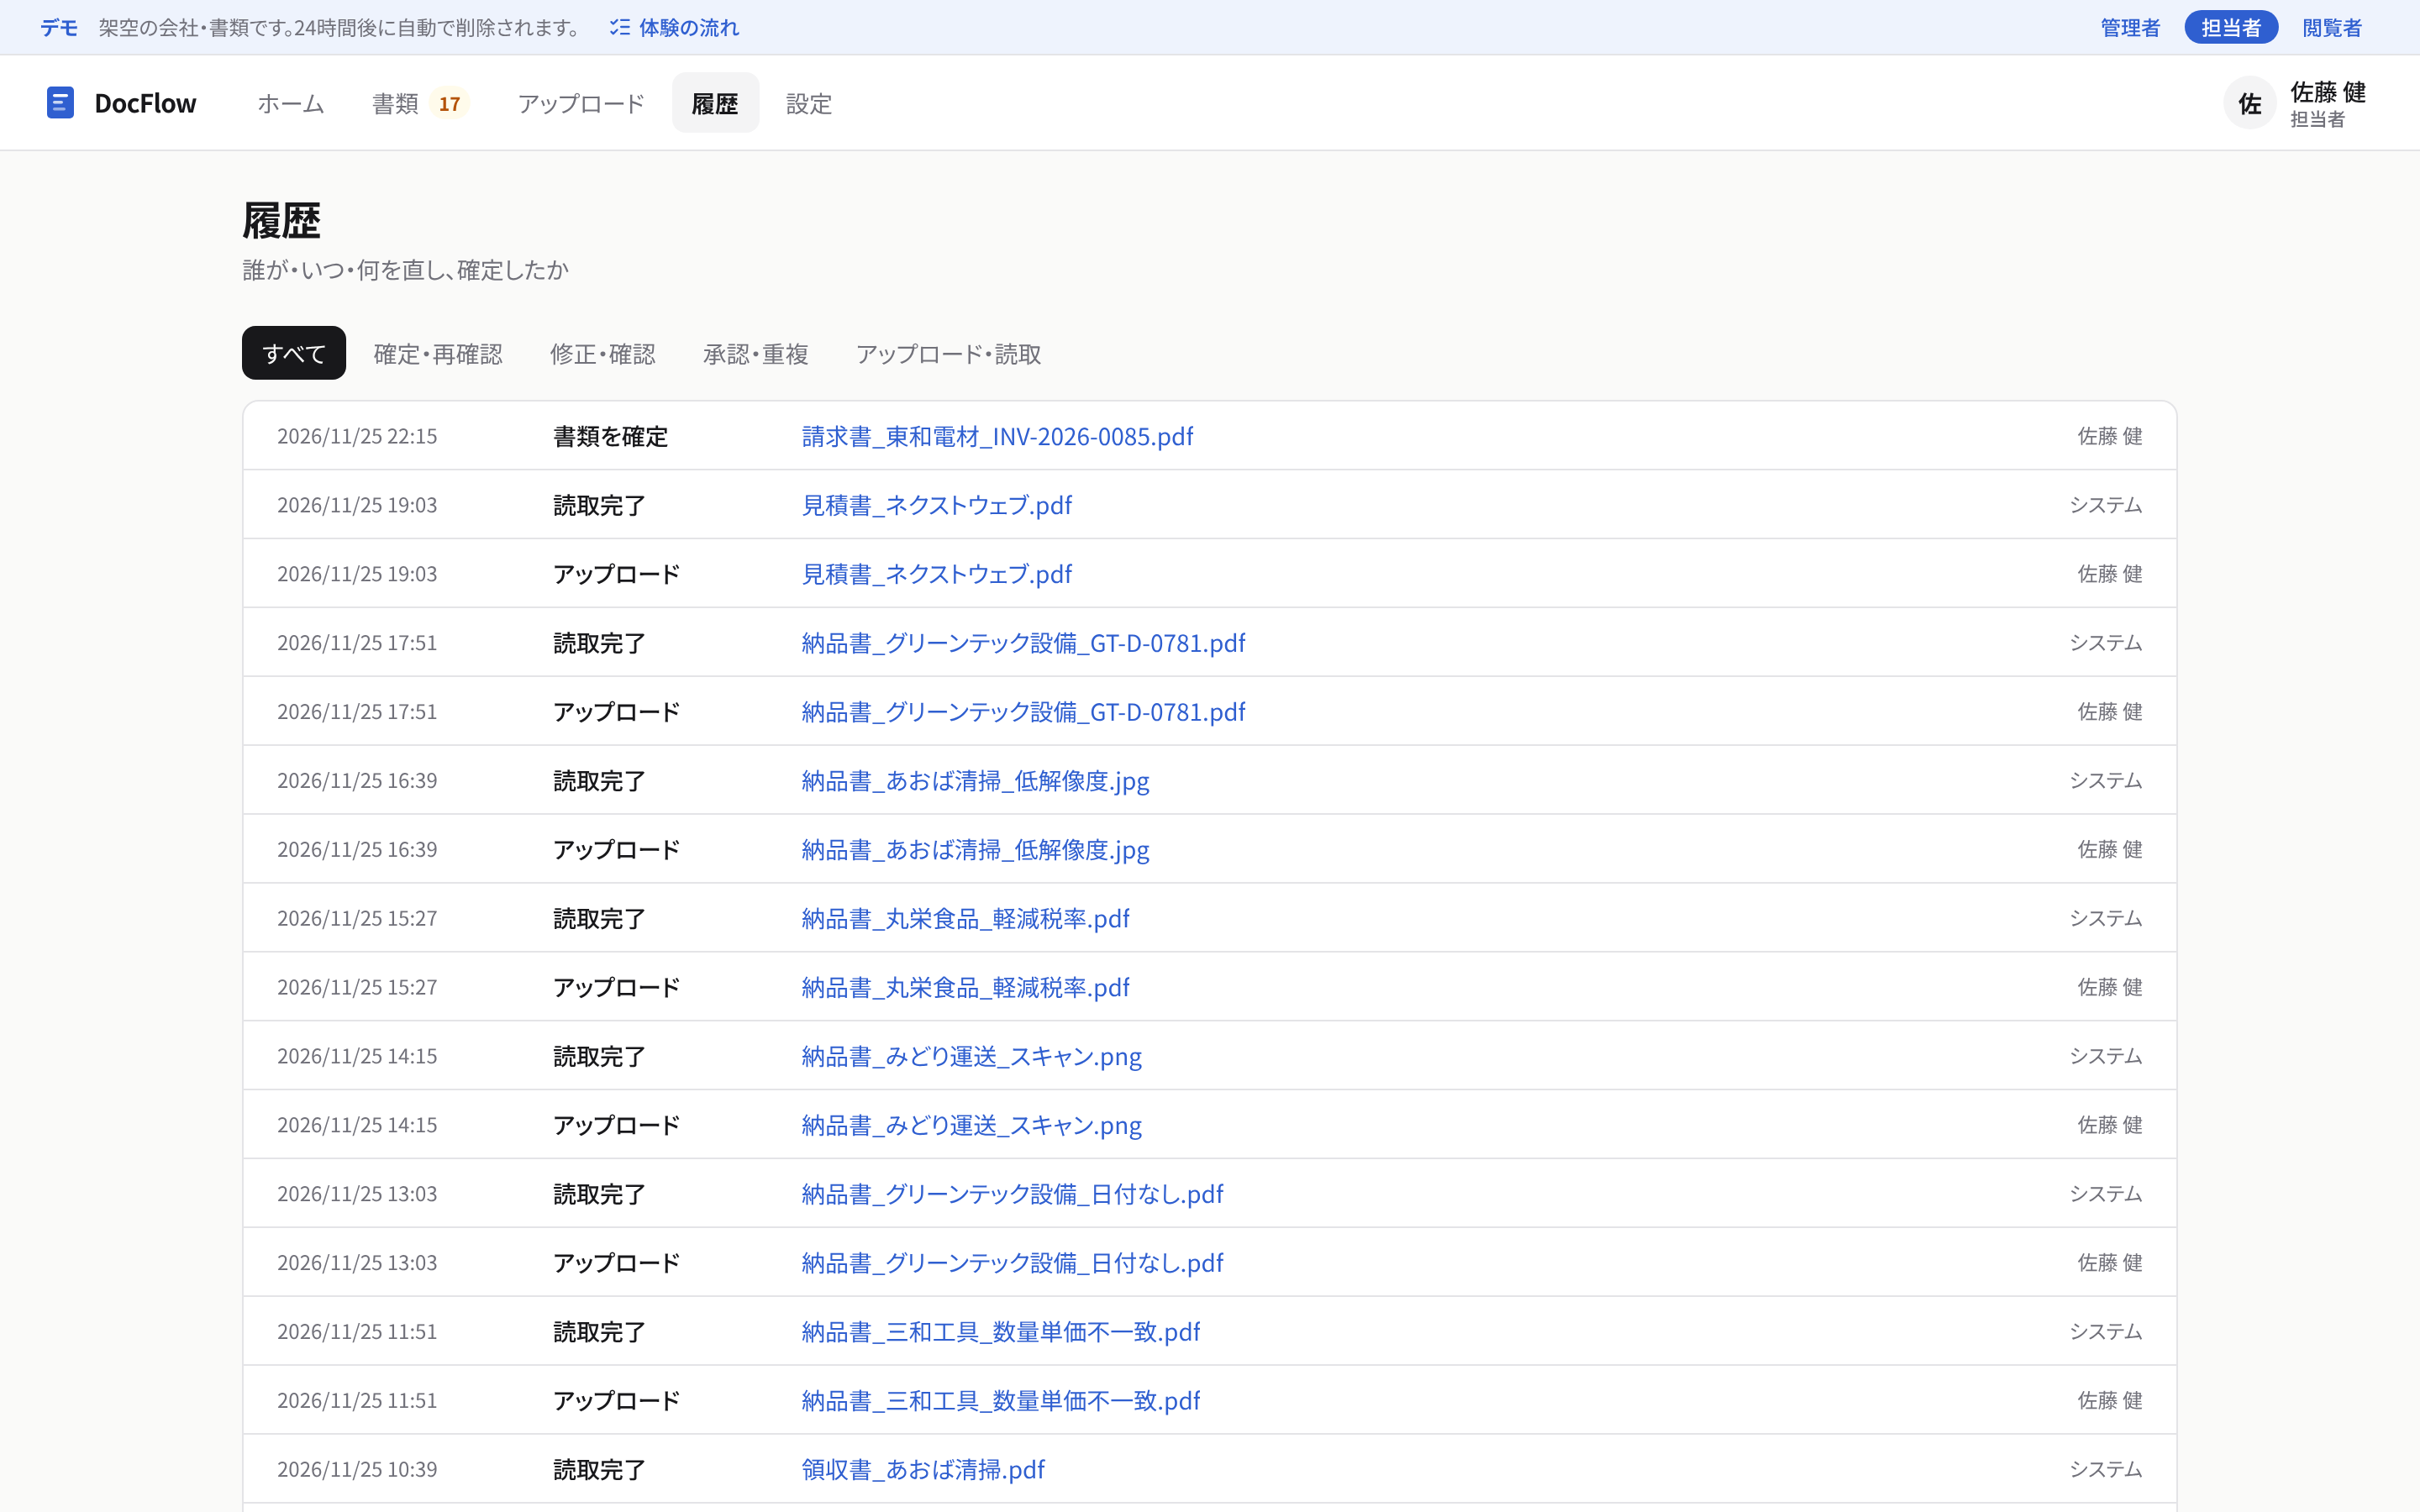 デモ 架空の会社・書類です。24時間後に自動で削除されます。 体験の流れ 管理者 担当者 閲覧者
DocFlow ホーム 書類 17 アップロード 履歴 設定 佐 佐藤 健
担当者
履歴
誰が・いつ・何を直し、確定したか
すべて 確定・再確認 修正・確認 承認・重複 アップロード・読取
2026/11/25 22:15 書類を確定 請求書_東和電材_INV-2026-0085.pdf 佐藤 健
2026/11/25 19:03 読取完了 見積書_ネクストウェブ.pdf システム
2026/11/25 19:03 アップロード 見積書_ネクストウェブ.pdf 佐藤 健
2026/11/25 17:51 読取完了 納品書_グリーンテック設備_GT-D-0781.pdf システム
2026/11/25 17:51 アップロード 納品書_グリーンテック設備_GT-D-0781.pdf 佐藤 健
2026/11/25 16:39 読取完了 納品書_あおば清掃_低解像度.jpg システム
2026/11/25 16:39 アップロード 納品書_あおば清掃_低解像度.jpg 佐藤 健
2026/11/25 15:27 読取完了 納品書_丸栄食品_軽減税率.pdf システム
2026/11/25 15:27 アップロード 納品書_丸栄食品_軽減税率.pdf 佐藤 健
2026/11/25 14:15 読取完了 納品書_みどり運送_スキャン.png システム
2026/11/25 14:15 アップロード 納品書_みどり運送_スキャン.png 佐藤 健
2026/11/25 13:03 読取完了 納品書_グリーンテック設備_日付なし.pdf システム
2026/11/25 13:03 アップロード 納品書_グリーンテック設備_日付なし.pdf 佐藤 健
2026/11/25 11:51 読取完了 納品書_三和工具_数量単価不一致.pdf システム
2026/11/25 11:51 アップロード 納品書_三和工具_数量単価不一致.pdf 佐藤 健
2026/11/25 10:39 読取完了 領収書_あおば清掃.pdf システム